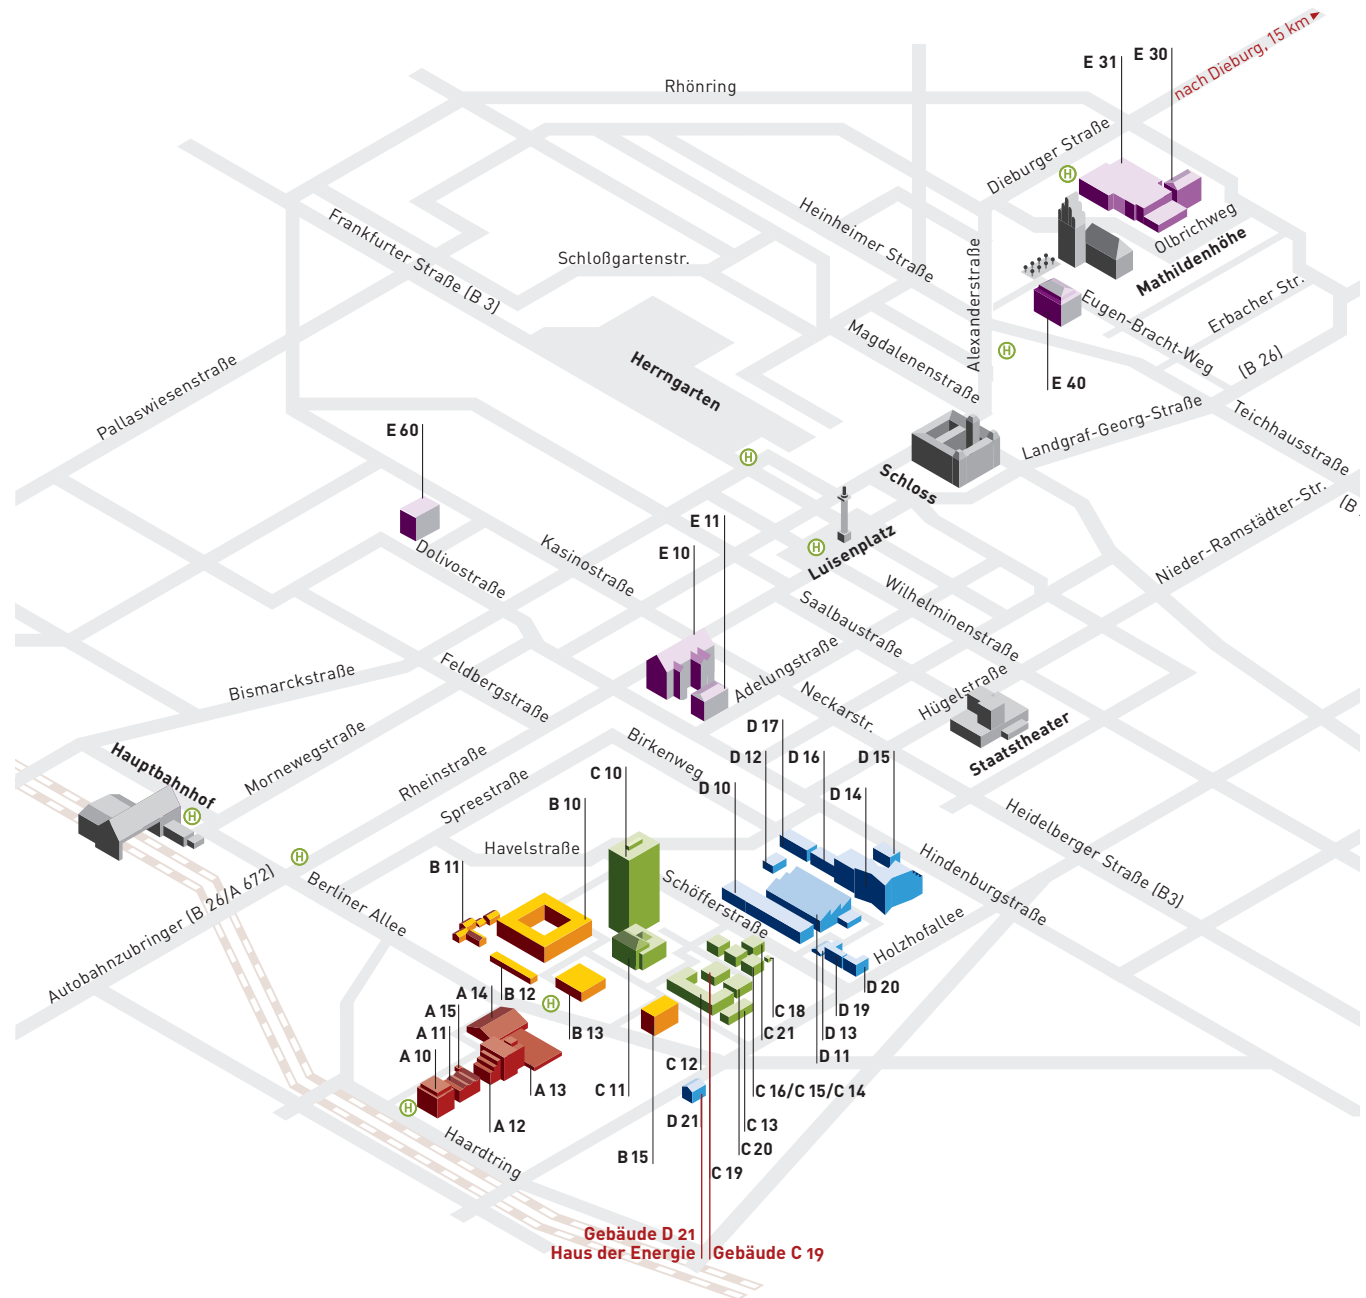 nach Dieburg, 15 km
E 30
E 31
Rhönring
Dieburger Straße
Heinheimer Straße
Olbrichweg
Mathildenhöhe
Frankfurter Straße (B 3)
Schloßgartenstr.
Alexanderstraße
Eugen-Bracht-Weg
Erbacher Str.
Magdalenenstraße
(B 26)
E 40
Herrngarten
Pallaswiesenstraße
Landgraf-Georg-Straße
Teichhausstraße
E 60
H
H
H
H
H
H
H
H
Schloss
Nieder-Ramstädter-Str.
(B
E 11
E 10
Luisenplatz
Kasinostraße
Dolivostraße
Wilhelminenstraße
Saalbaustraße
Adelungstraße
Hügelstraße
Neckarstr.
Feldbergstraße
Bismarckstraße
Staatstheater
Mornewegstraße
Hauptbahnhof
Rheinstraße
Spreestraße
Birkenweg
D 17
D 12
D 16
D 15
D 10
D 14
C 10
B 10
Havelstraße
B 11
Schöfferstraße
Heidelberger Straße (B3)
Hindenburgstraße
Holzhofallee
Berliner Allee
Autobahnzubringer (B 26/A 672)
A 14
B 12
A 15
A 11
A 10
B 13
C 18
C 21
D 20
D 19
D 13
D 11
C 12
C 11
A 13
A 12
C 16/C 15/C 14
D 21
C 13
C 20
B 15
C 19
Haardtring
Gebäude D 21
Haus der Energie
Gebäude C 19